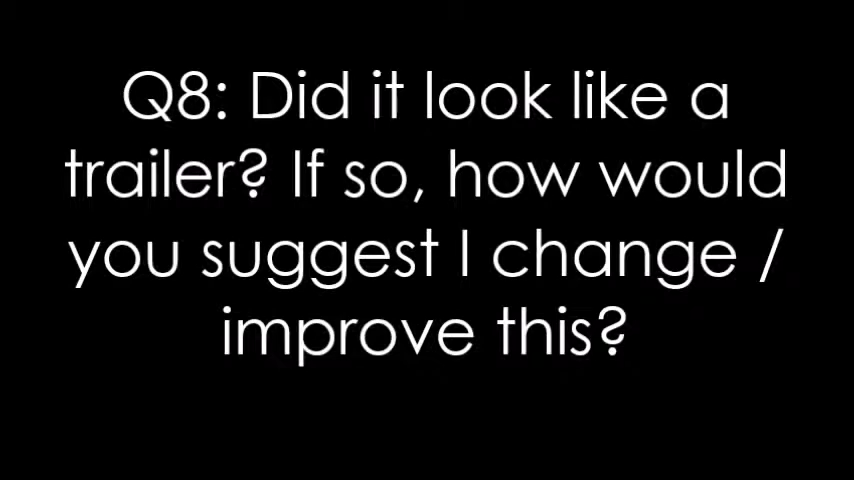 Q8: Did it look like a
trailer? If so, how would
you suggest I change /
improve this?